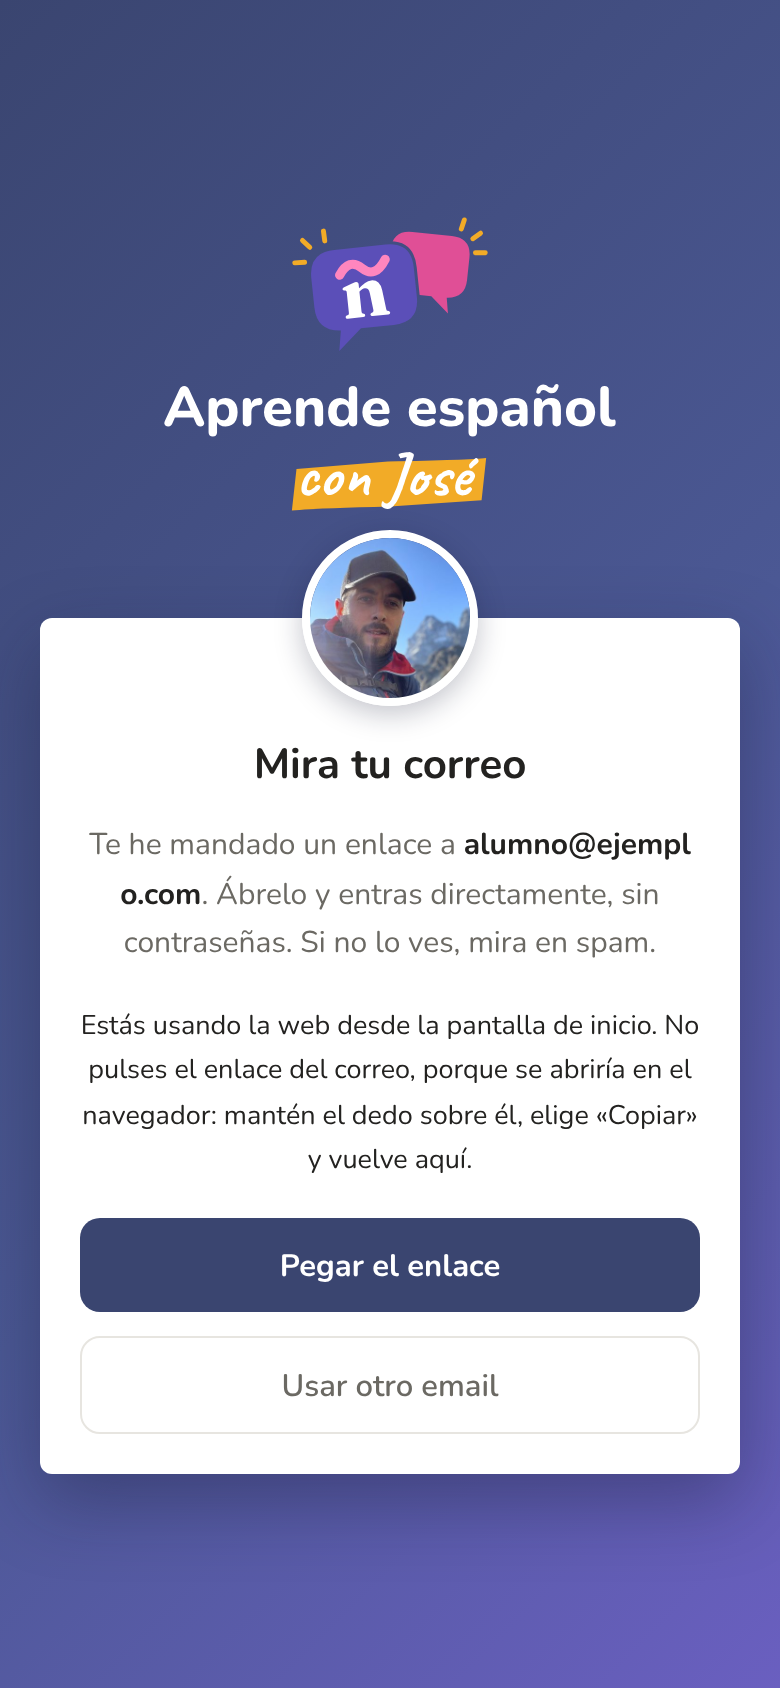 ñ
Aprende español
con José
Mira tu correo
Te he mandado un enlace a alumno@ejempl
o.com. Ábrelo y entras directamente, sin
contraseñas. Si no lo ves, mira en spam.
Estás usando la web desde la pantalla de inicio. No
pulses el enlace del correo, porque se abriría en el
navegador: mantén el dedo sobre él, elige «Copiar»
y vuelve aquí.
Pegar el enlace
Usar otro email